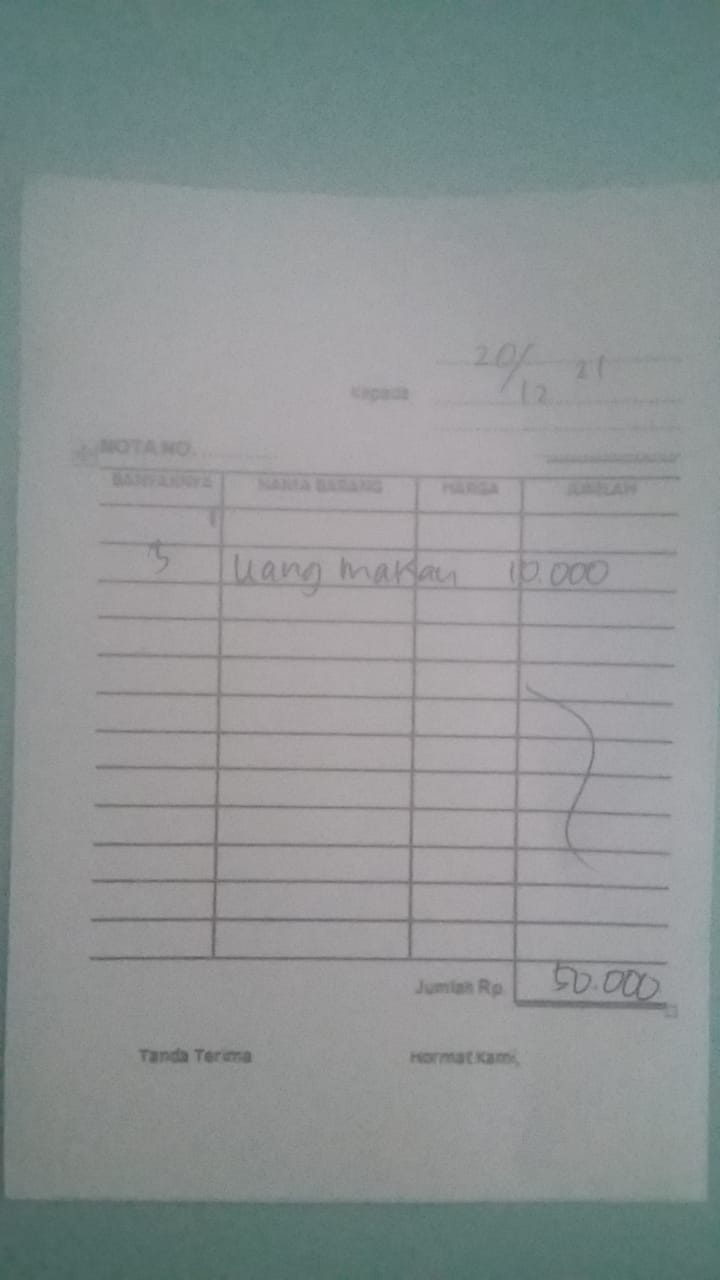 20/12 21
Kepada
NOTA NO.
BANYAKNYA NAMA BARANG HARGA JUMLAH
5 Uang makan 10.000
Jumlah Rp 50.000
Tanda Terima Hormat Kami,